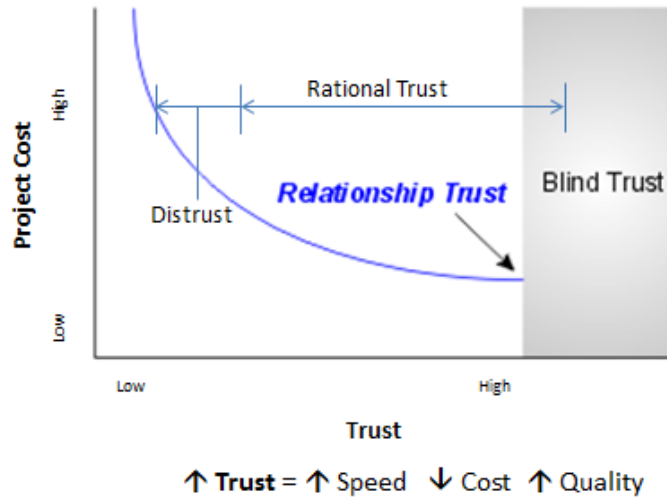 Project Cost
High
Low
Rational Trust
Distrust
Relationship Trust
Blind Trust
Low
High
Trust
↑ Trust = ↑ Speed ↓ Cost ↑ Quality